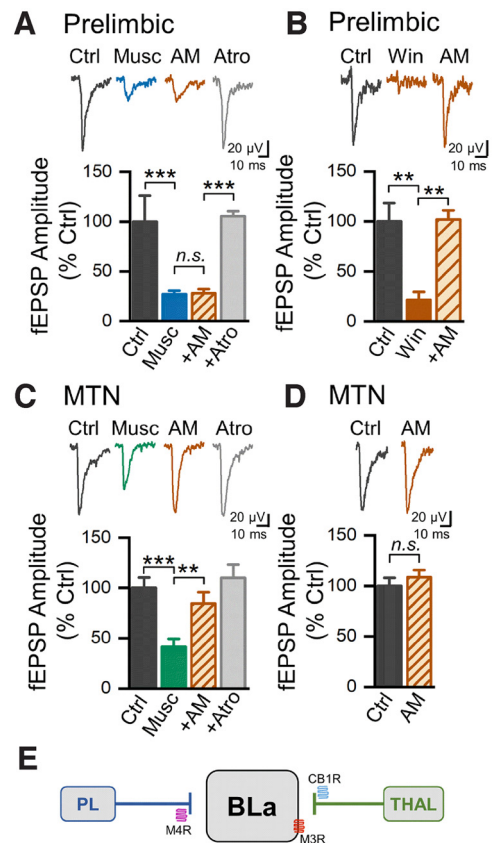 A Prelimbic
Ctrl Musc AM Atro
20 µV
10 ms
fEPSP Amplitude
(% Ctrl)
150
100
50
0
*** ***
n.s.
Ctrl Musc +AM +Atro
B Prelimbic
Ctrl Win AM
20 µV
10 ms
fEPSP Amplitude
(% Ctrl)
150
100
50
0
** **
Ctrl Win +AM
C MTN
Ctrl Musc AM Atro
20 µV
10 ms
fEPSP Amplitude
(% Ctrl)
150
100
50
0
*** **
Ctrl Musc +AM +Atro
D MTN
Ctrl AM
20 µV
10 ms
fEPSP Amplitude
(% Ctrl)
150
100
50
0
n.s.
Ctrl AM
E
CB1R
PL BLa THAL
M4R
M3R